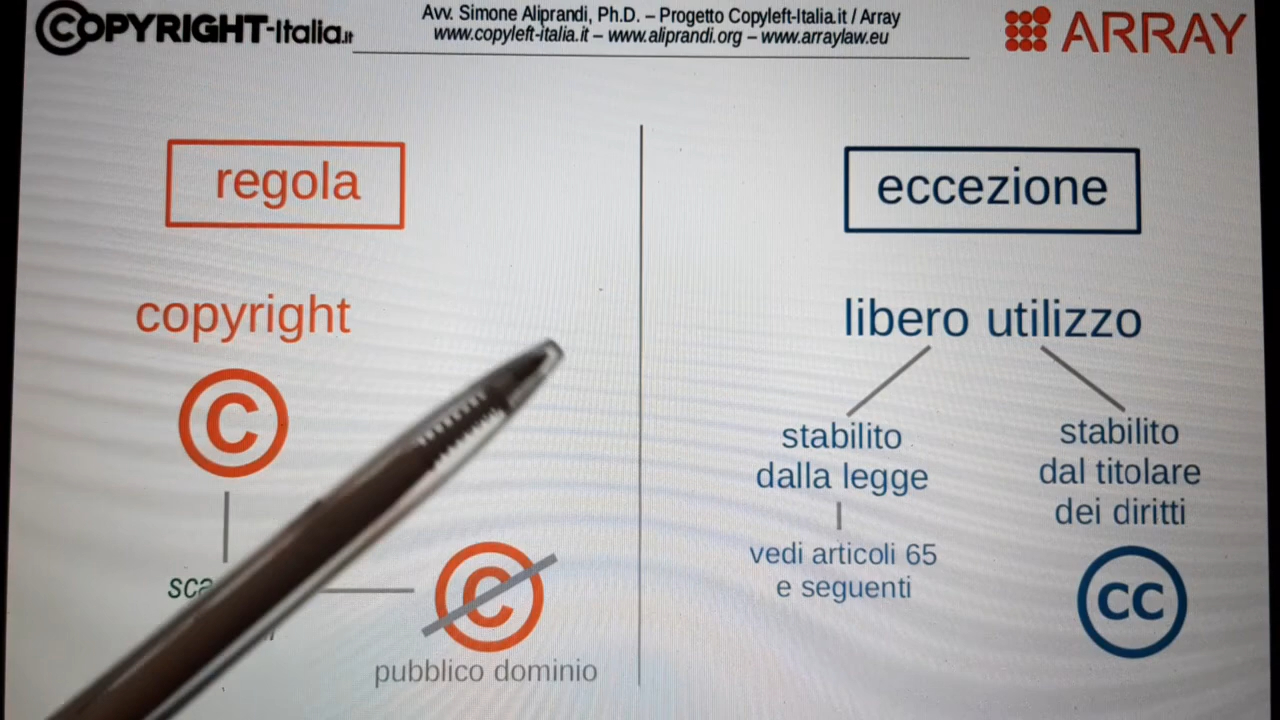 COPYRIGHT-Italia.it
Avv. Simone Aliprandi, Ph.D. – Progetto Copyleft-Italia.it / Array
www.copyleft-italia.it – www.aliprandi.org – www.arraylaw.eu
ARRAY
regola
copyright
C
pubblico dominio
C
eccezione
libero utilizzo
stabilito
dalla legge
vedi articoli 65
e seguenti
stabilito
dal titolare
dei diritti
CC